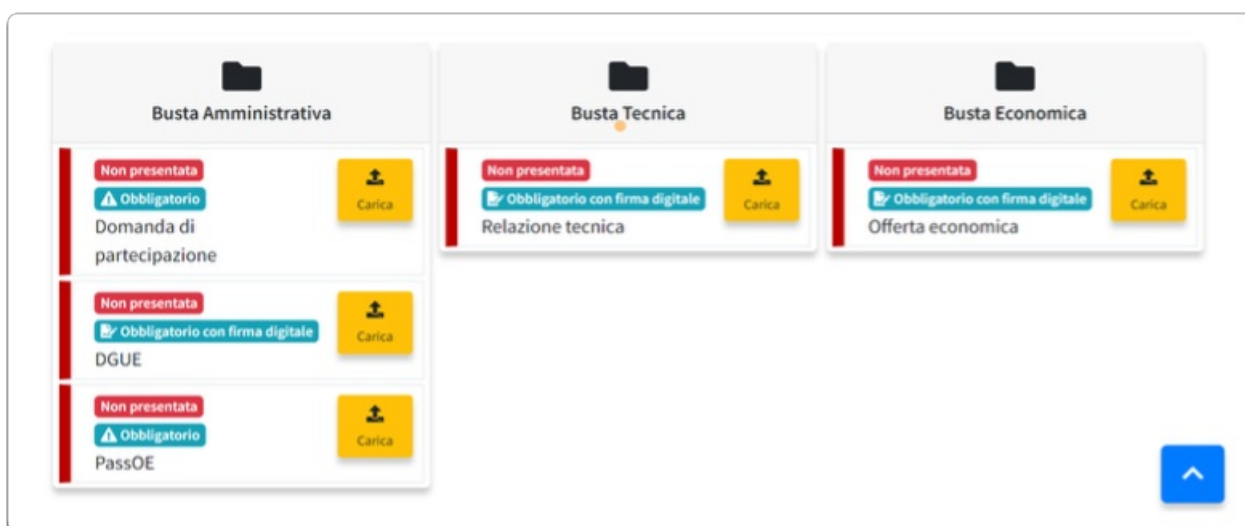 Busta Amministrativa
Non presentata
Obbligatorio
Domanda di
partecipazione
Carica
Non presentata
Obbligatorio con firma digitale
DGUE
Carica
Non presentata
Obbligatorio
PassOE
Carica
Busta Tecnica
Non presentata
Obbligatorio con firma digitale
Relazione tecnica
Carica
Busta Economica
Non presentata
Obbligatorio con firma digitale
Offerta economica
Carica